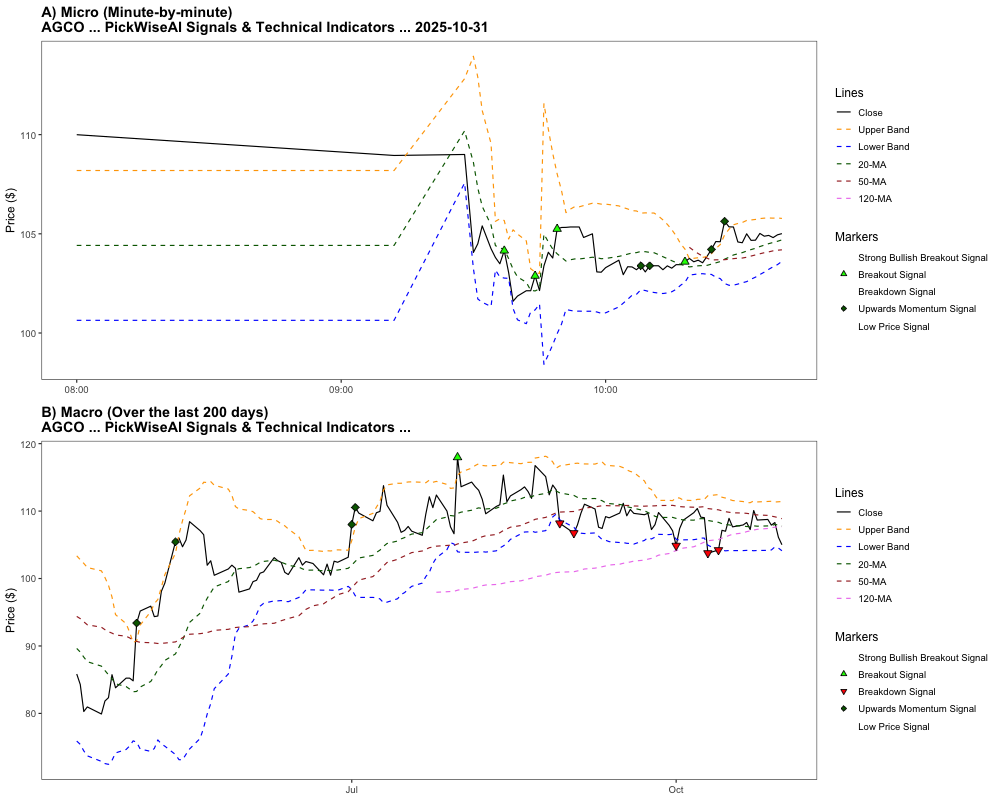 A) Micro (Minute-by-minute)
AGCO ... PickWiseAI Signals & Technical Indicators ... 2025-10-31
Price ($)
110
105
100
08:00
09:00
10:00
Lines
Close
Upper Band
Lower Band
20-MA
50-MA
120-MA
Markers
Strong Bullish Breakout Signal
Breakout Signal
Breakdown Signal
Upwards Momentum Signal
Low Price Signal
B) Macro (Over the last 200 days)
AGCO ... PickWiseAI Signals & Technical Indicators ...
Price ($)
120
110
100
90
80
Jul
Oct
Lines
Close
Upper Band
Lower Band
20-MA
50-MA
120-MA
Markers
Strong Bullish Breakout Signal
Breakout Signal
Breakdown Signal
Upwards Momentum Signal
Low Price Signal